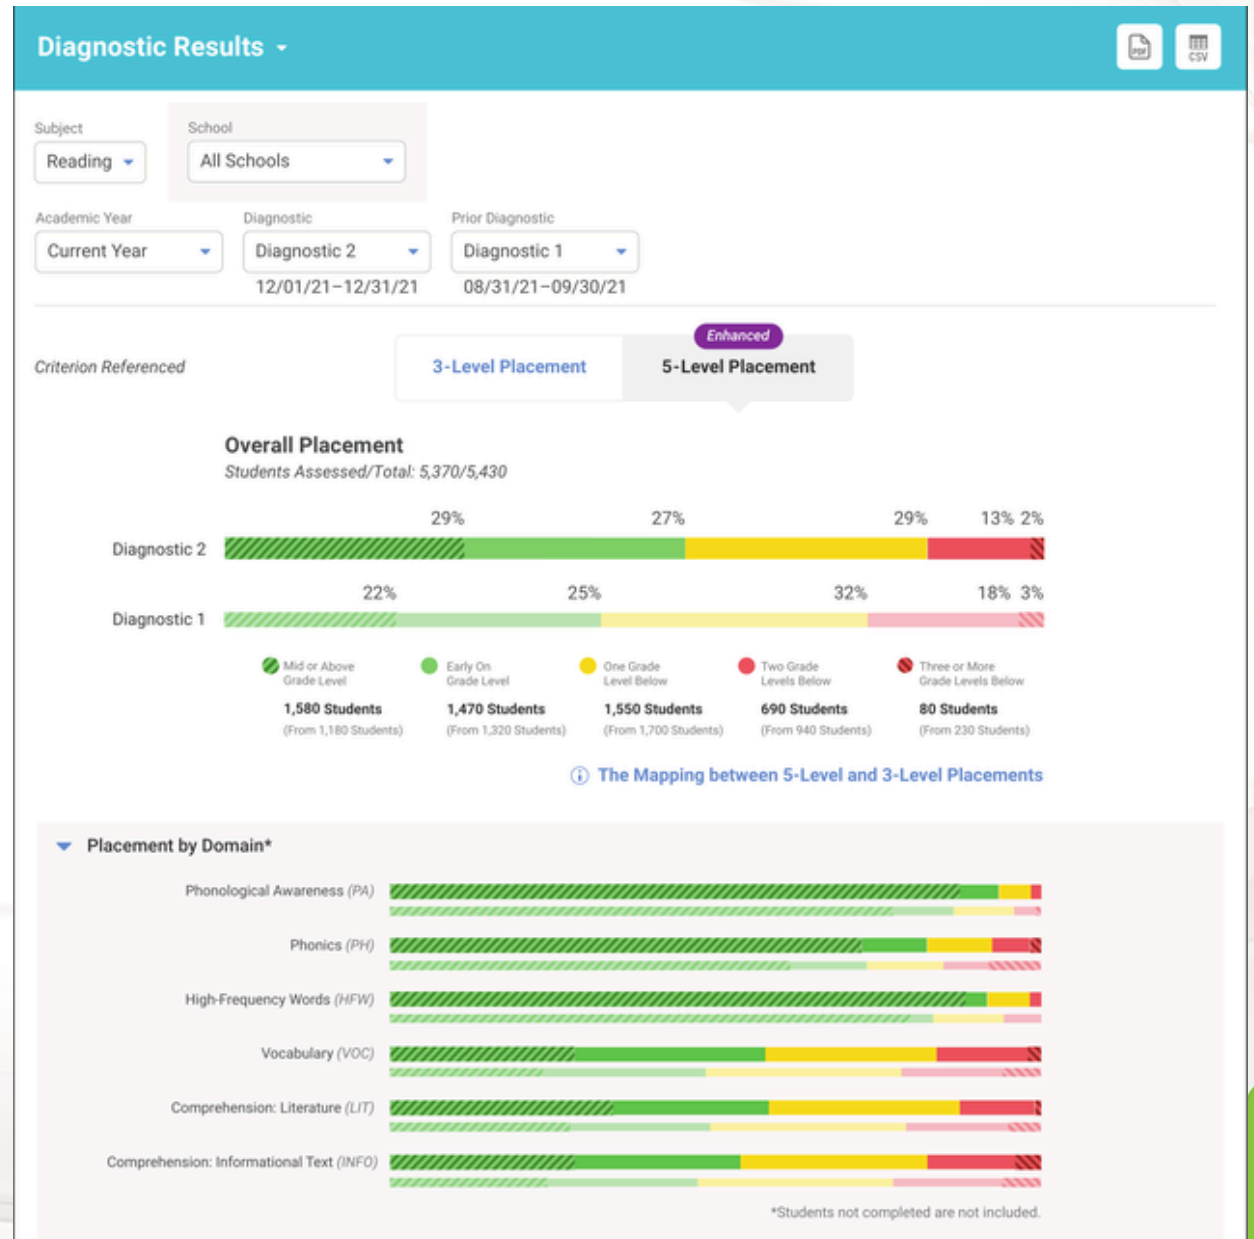 Diagnostic Results
PDF
CSV
Subject
School
Reading
All Schools
Academic Year
Diagnostic
Prior Diagnostic
Current Year
Diagnostic 2
Diagnostic 1
12/01/21–12/31/21
08/31/21–09/30/21
Criterion Referenced
3-Level Placement
Enhanced
5-Level Placement
Overall Placement
Students Assessed/Total: 5,370/5,430
29% 27% 29% 13% 2%
Diagnostic 2
22% 25% 32% 18% 3%
Diagnostic 1
Mid or Above
Grade Level
1,580 Students
(From 1,180 Students)
Early On
Grade Level
1,470 Students
(From 1,320 Students)
One Grade
Level Below
1,550 Students
(From 1,700 Students)
Two Grade
Levels Below
690 Students
(From 940 Students)
Three or More
Grade Levels Below
80 Students
(From 230 Students)
The Mapping between 5-Level and 3-Level Placements
Placement by Domain*
Phonological Awareness (PA)
Phonics (PH)
High-Frequency Words (HFW)
Vocabulary (VOC)
Comprehension: Literature (LIT)
Comprehension: Informational Text (INFO)
*Students not completed are not included.